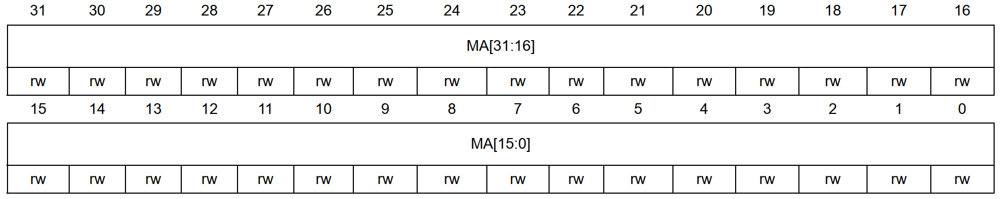 31 30 29 28 27 26 25 24 23 22 21 20 19 18 17 16
MA[31:16]
rw rw rw rw rw rw rw rw rw rw rw rw rw rw rw rw
15 14 13 12 11 10 9 8 7 6 5 4 3 2 1 0
MA[15:0]
rw rw rw rw rw rw rw rw rw rw rw rw rw rw rw rw